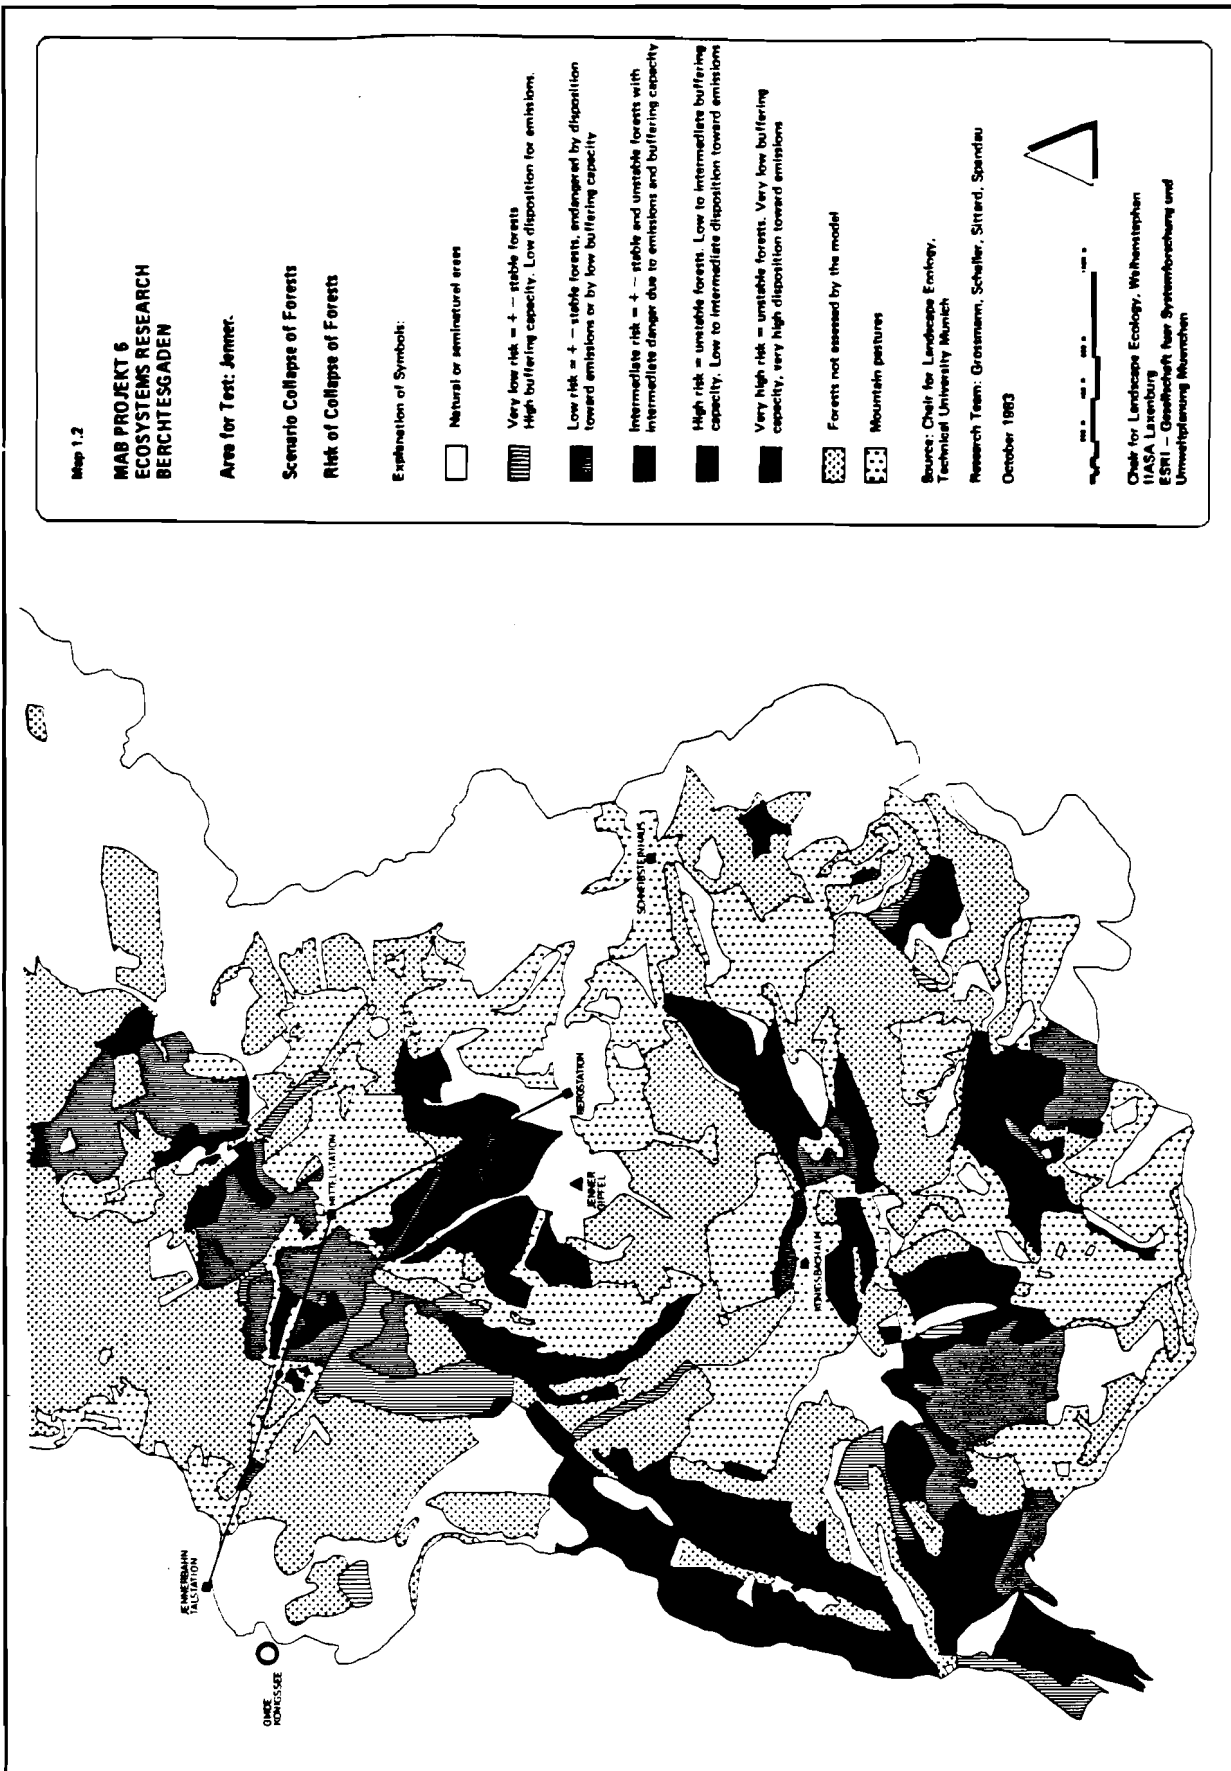 Map 1.2
MAB PROJEKT 6
ECOSYSTEMS RESEARCH
BERCHTESGADEN
Area for Test: Jenner.
Scenario Collapse of Forests
Risk of Collapse of Forests
Explanation of Symbols:
Natural or seminatural areas
Very low risk = + – stable forests
High buffering capacity. Low disposition for emissions.
Low risk = + – stable forests, endangered by disposition
toward emissions or by low buffering capacity
Intermediate risk = + – stable and unstable forests with
intermediate danger due to emissions and buffering capacity
High risk = unstable forests. Low to intermediate buffering
capacity. Low to intermediate disposition toward emissions
Very high risk = unstable forests. Very low buffering
capacity, very high disposition toward emissions
Forests not assessed by the model
Mountain pastures
Source: Chair for Landscape Ecology,
Technical University Munich
Research Team: Grossmann, Schaller, Sittard, Spandau
October 1983
Chair for Landscape Ecology, Weihenstephan
IIASA Laxenburg
ESRI – Gesellschaft fuer Systemforschung und
Umweltplanung Muenchen
JENNERBAHN
TALSTATION
KÖNIGSSEE
MITTELSTATION
BERGSTATION
JENNER
GIPFEL
SCHNEIBSTEINHAUS
KÖNIGSBACHALM